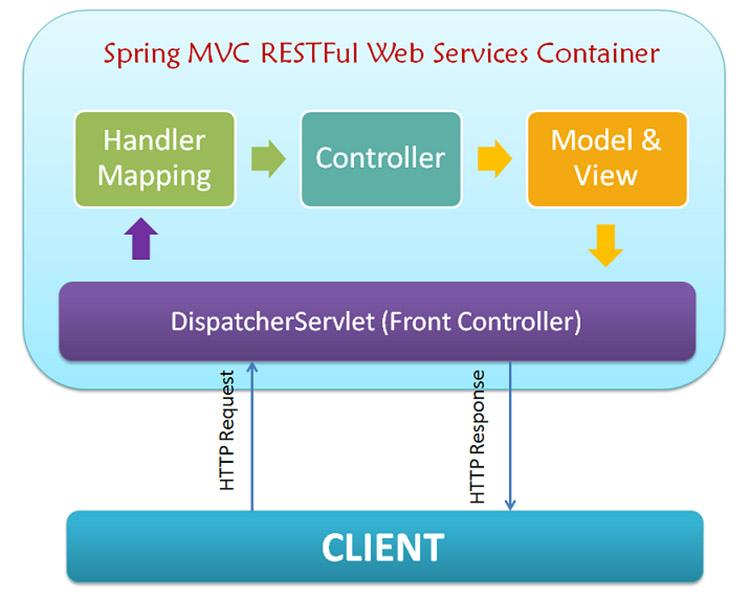 Spring MVC RESTFul Web Services Container
Handler
Mapping
Controller
Model &
View
DispatcherServlet (Front Controller)
HTTP Request
HTTP Response
CLIENT